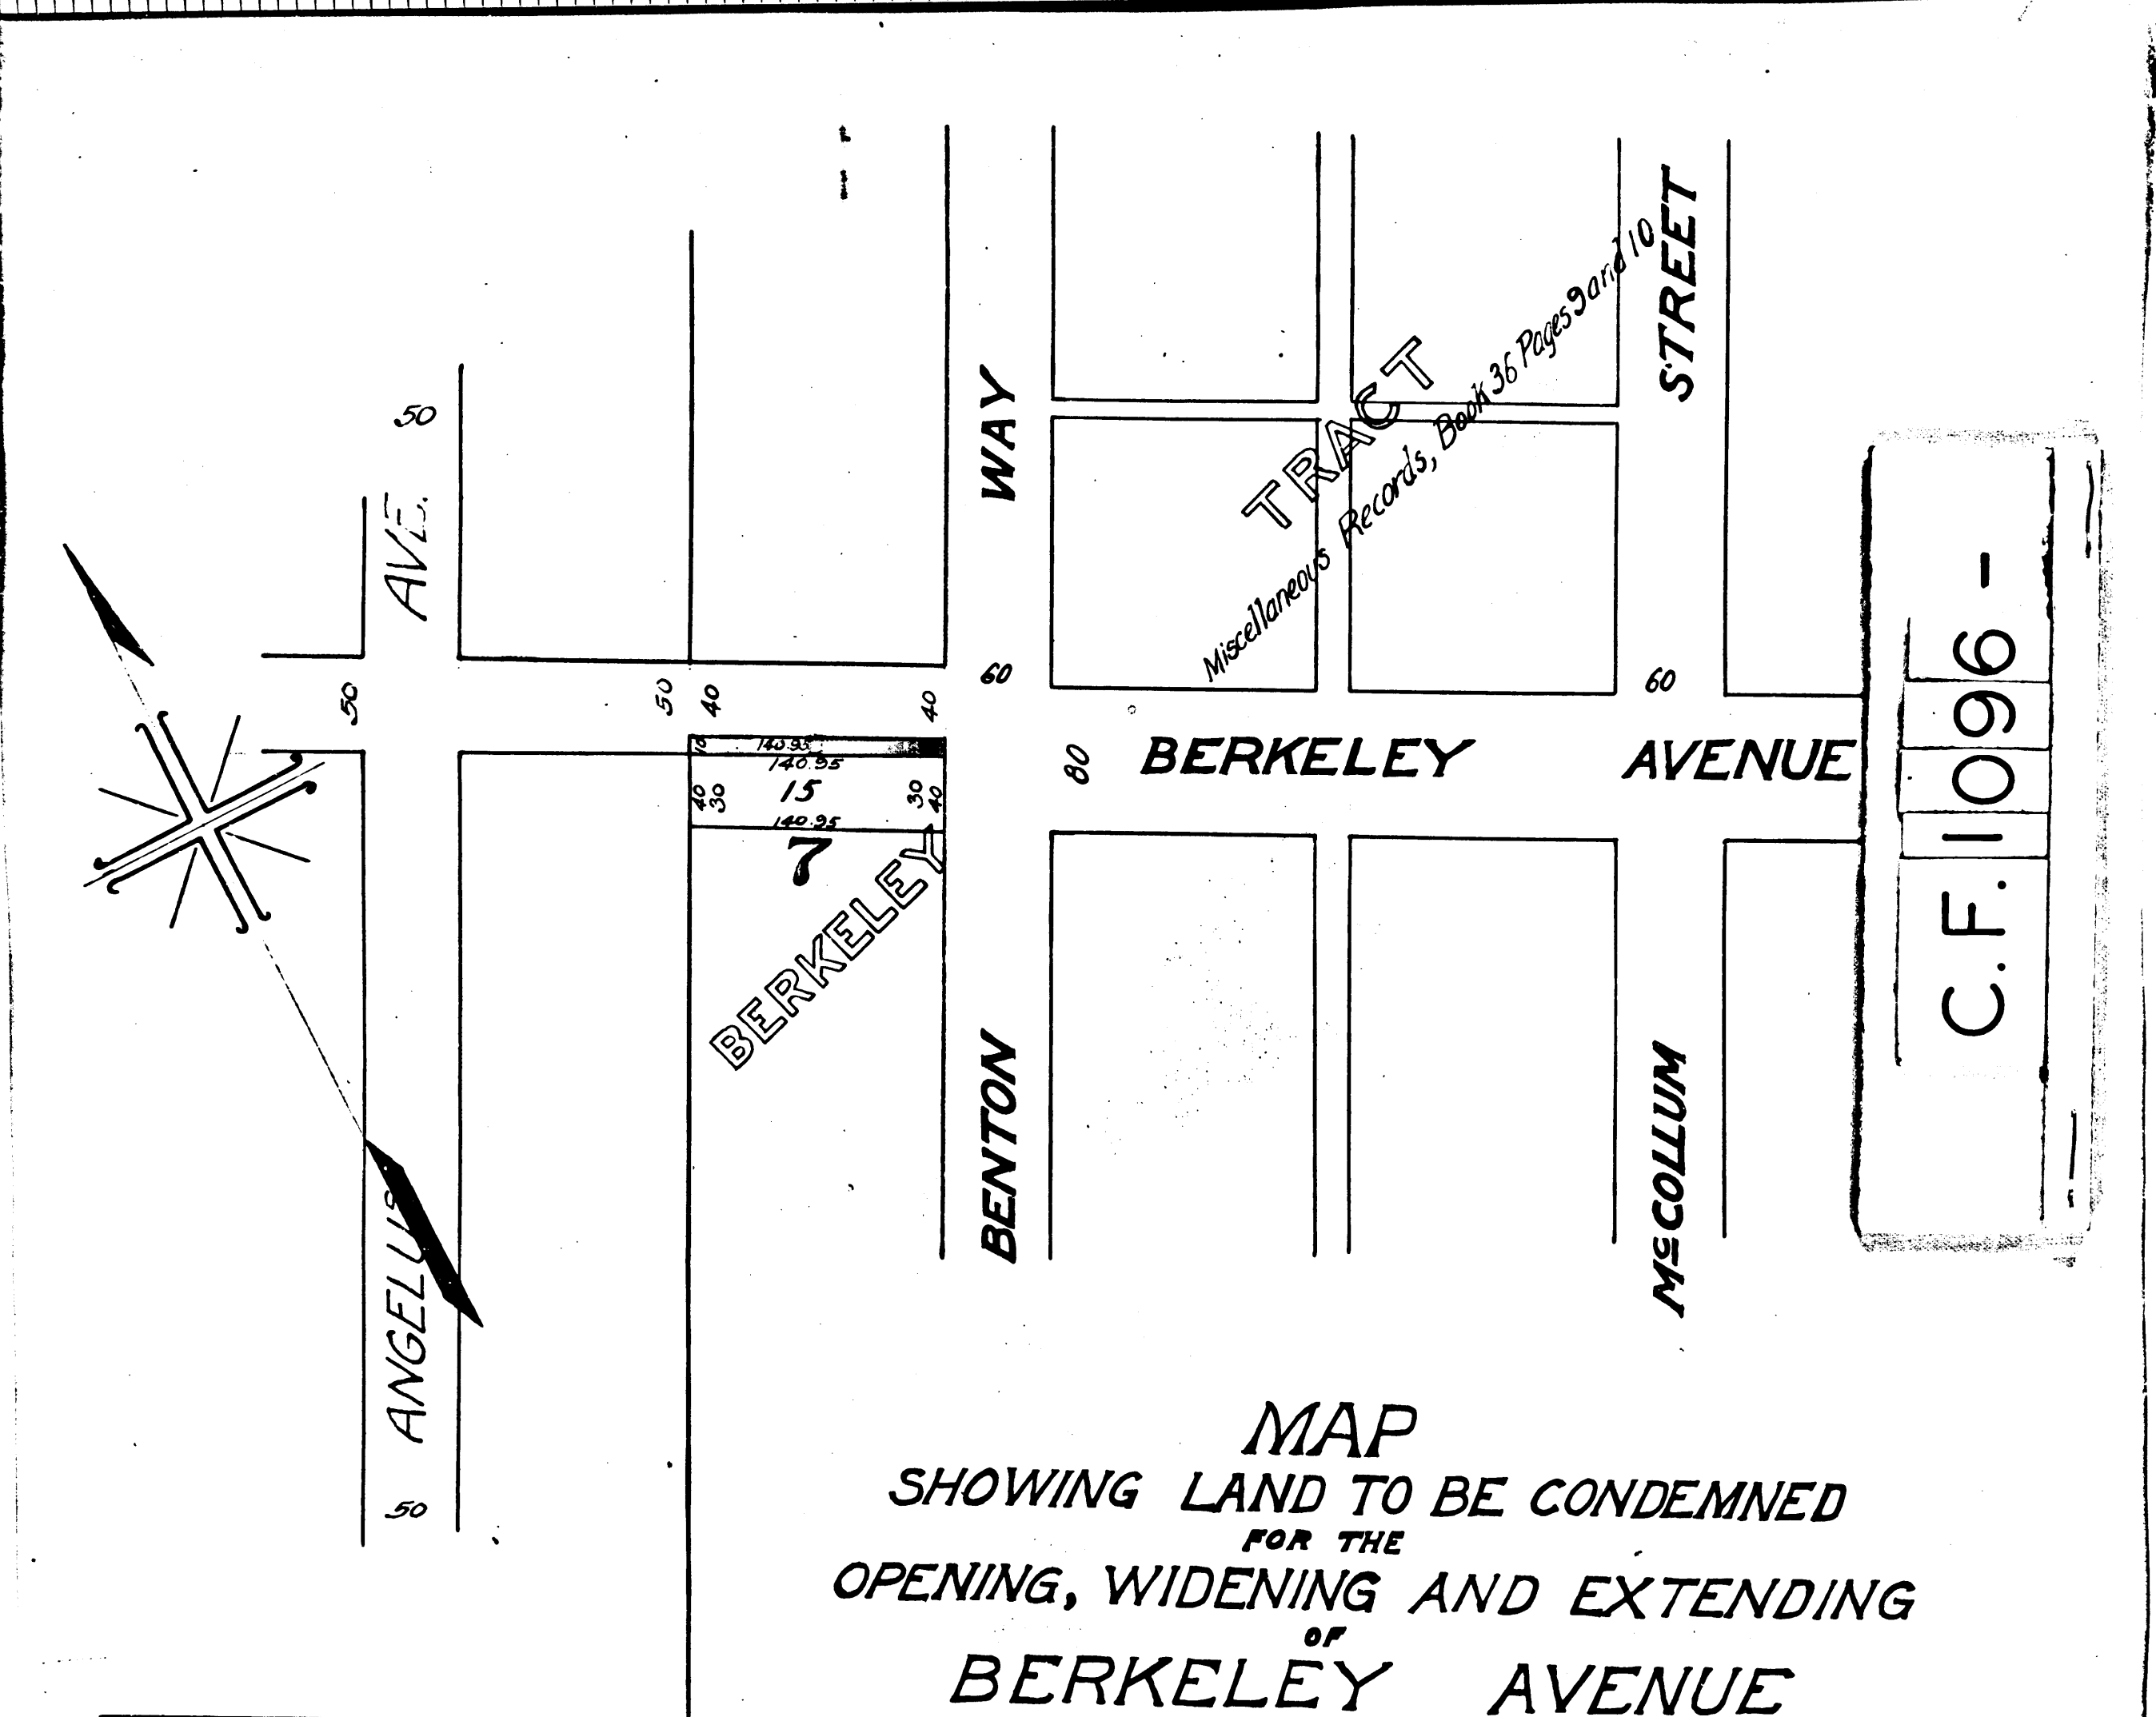 50
AVE.
WAY
STREET
TRACT
Miscellaneous Records, Book 36 Pages 9 and 10
50
50
40
40
60
60
10
140.95
140.95
40
30
15
30
40
140.95
7
80
BERKELEY AVENUE
BERKELEY
C.F. 1096-
ANGELUS
BENTON
McCOLLUM
50
MAP
SHOWING LAND TO BE CONDEMNED
FOR THE
OPENING, WIDENING AND EXTENDING
OF
BERKELEY AVENUE